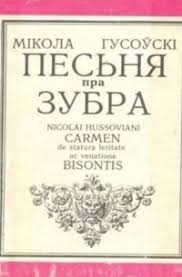 МІКОЛА ГУСОЎСКІ
ПЕСЬНЯ
пра
ЗУБРА
NICOLAI HUSSOVIANI
CARMEN
de statura feritate
ac venatione
BISONTIS